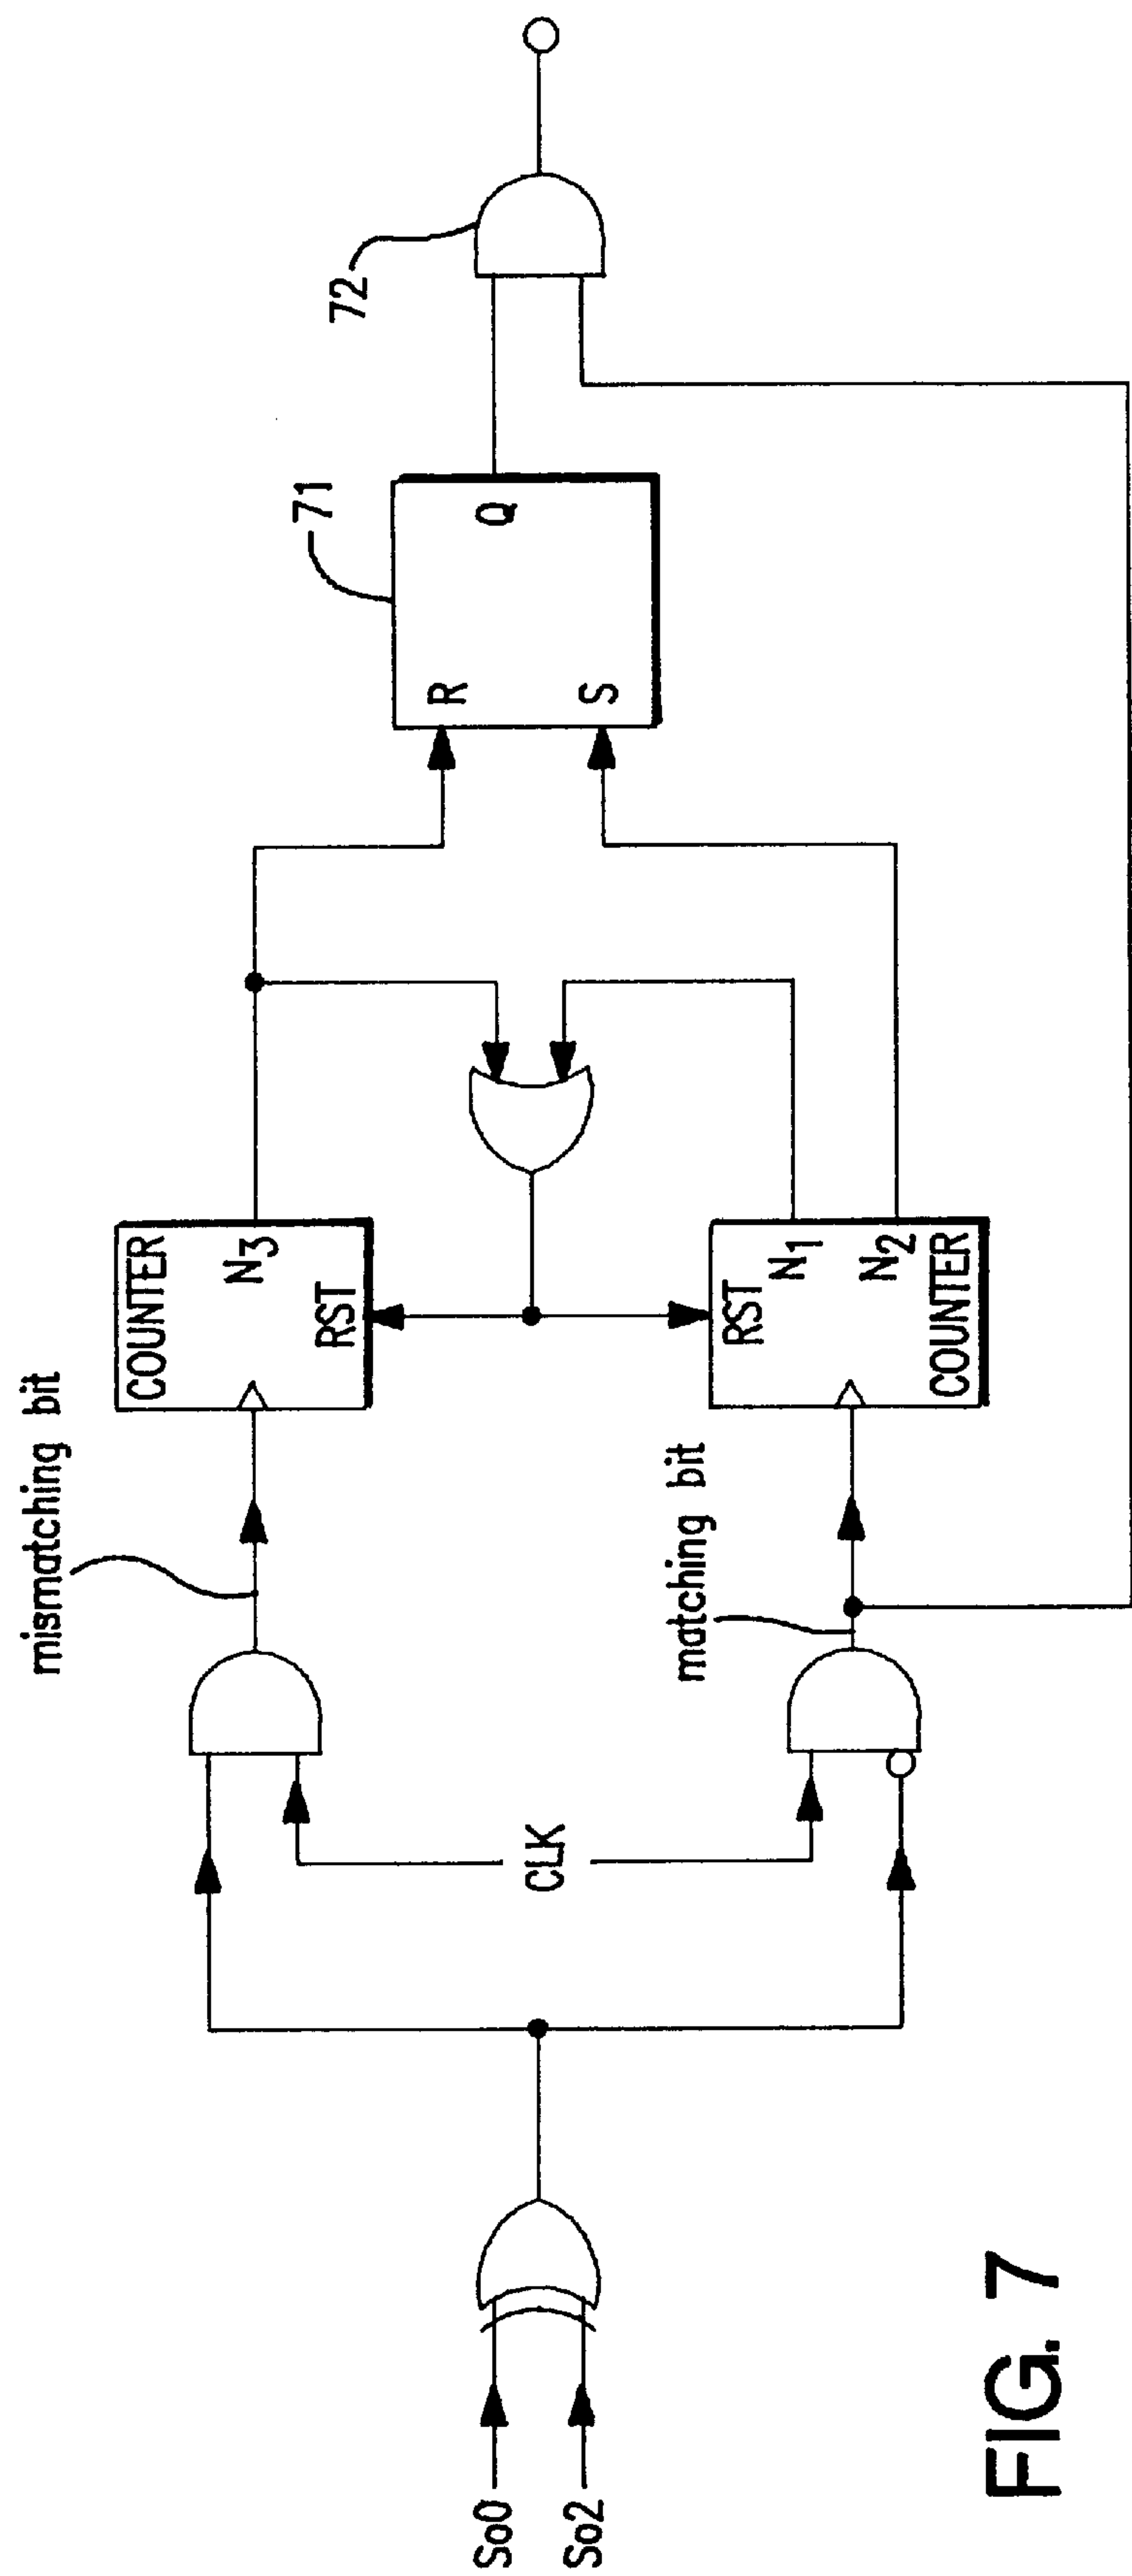 So0
So2
CLK
mismatching bit
matching bit
COUNTER
N3
RST
RST
N1
N2
COUNTER
R
S
Q
71
72
FIG. 7